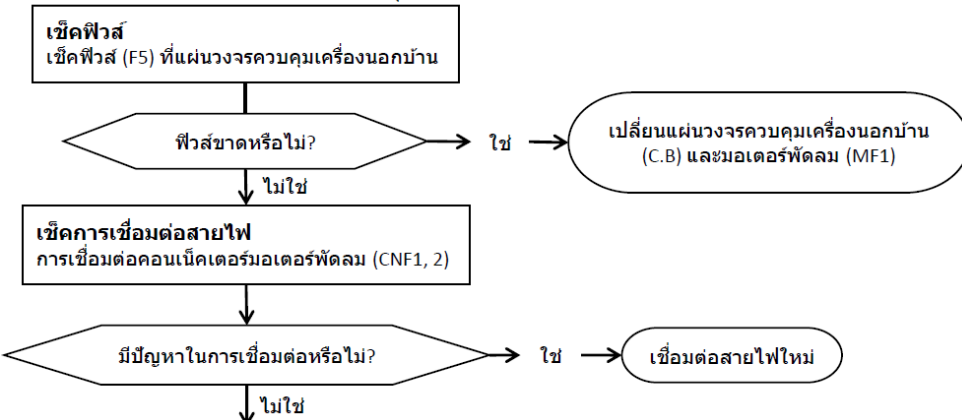 เช็คฟิวส์
เช็คฟิวส์ (F5) ที่แผ่นวงจรควบคุมเครื่องนอกบ้าน
ฟิวส์ขาดหรือไม่?
ใช่
เปลี่ยนแผ่นวงจรควบคุมเครื่องนอกบ้าน
(C.B) และมอเตอร์พัดลม (MF1)
ไม่ใช่
เช็คการเชื่อมต่อสายไฟ
การเชื่อมต่อคอนเน็คเตอร์มอเตอร์พัดลม (CNF1, 2)
มีปัญหาในการเชื่อมต่อหรือไม่?
ใช่
เชื่อมต่อสายไฟใหม่
ไม่ใช่